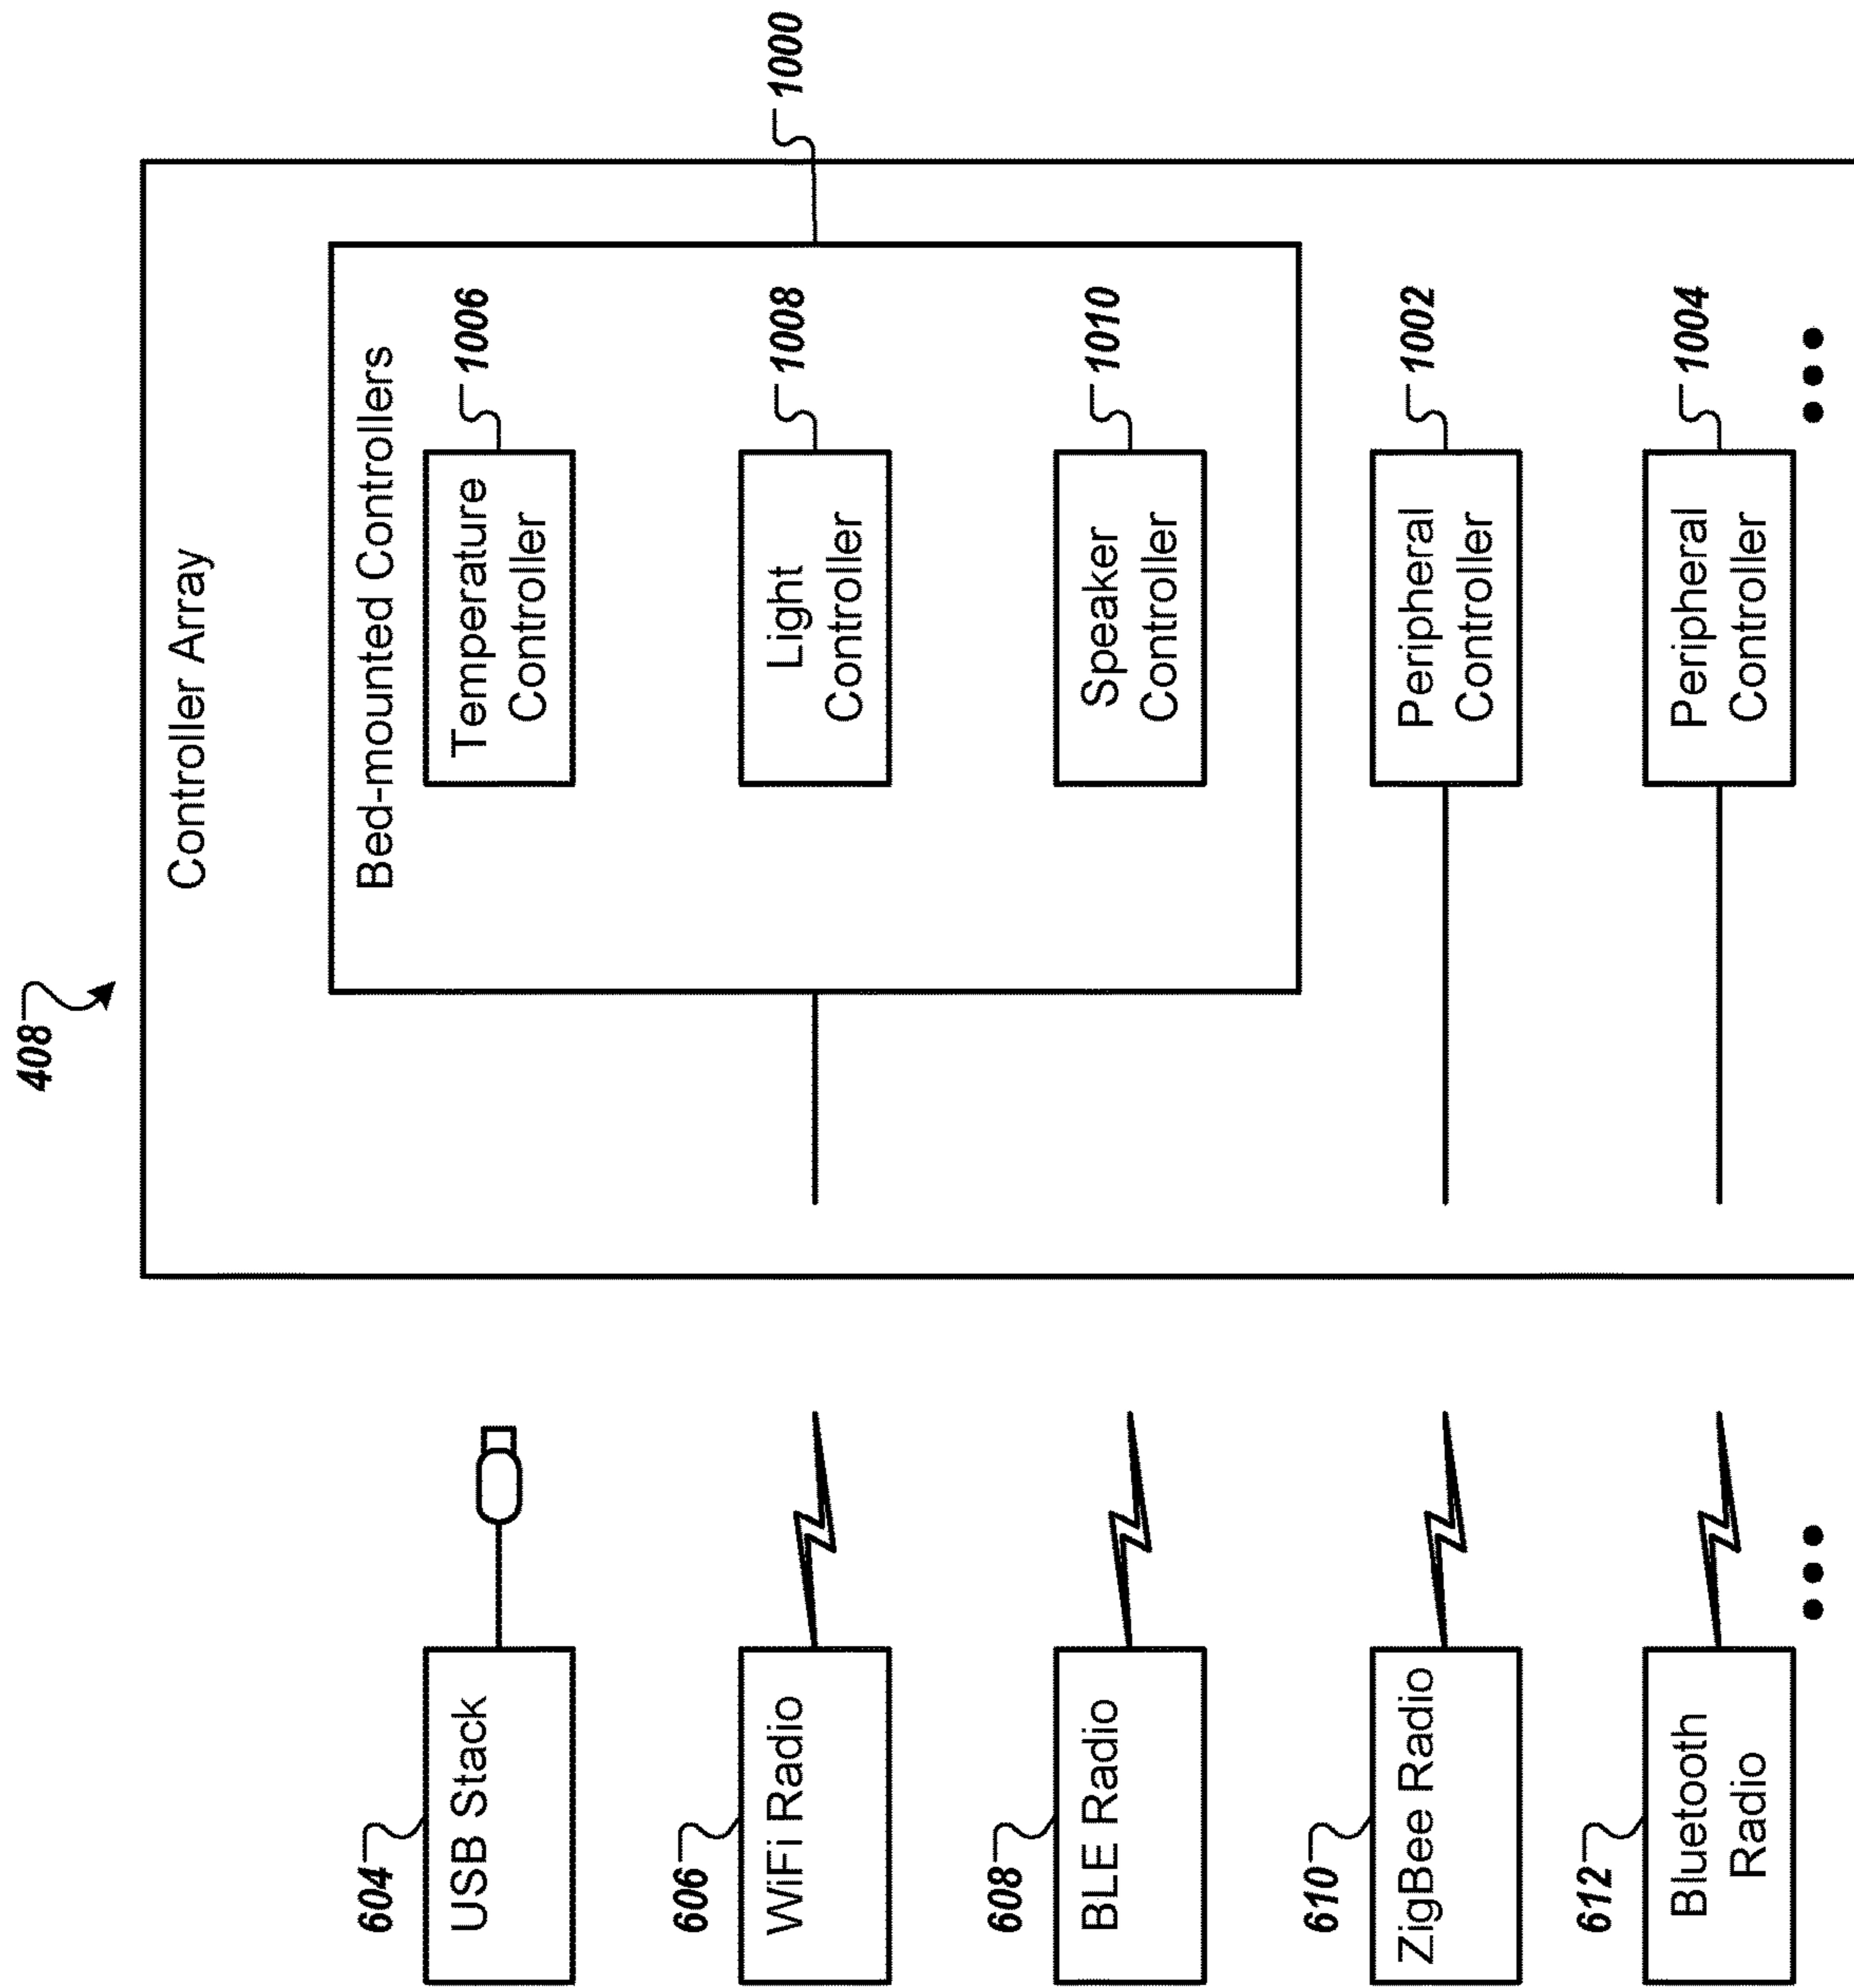 408
Controller Array
604
USB Stack
Bed-mounted Controllers
Temperature
Controller
1006
606
WiFi Radio
Light
Controller
1008
1000
608
BLE Radio
Speaker
Controller
1010
610
ZigBee Radio
Peripheral
Controller
1002
612
Bluetooth
Radio
Peripheral
Controller
1004